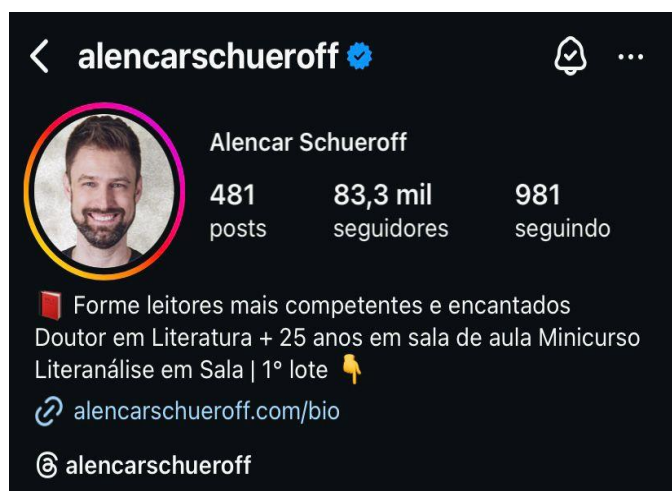 alencarschueroff
Alencar Schueroff
481 83,3 mil 981
posts seguidores seguindo
📕 Forme leitores mais competentes e encantados
Doutor em Literatura + 25 anos em sala de aula Minicurso
Literanálise em Sala | 1° lote 👇
alencarschueroff.com/bio
alencarschueroff